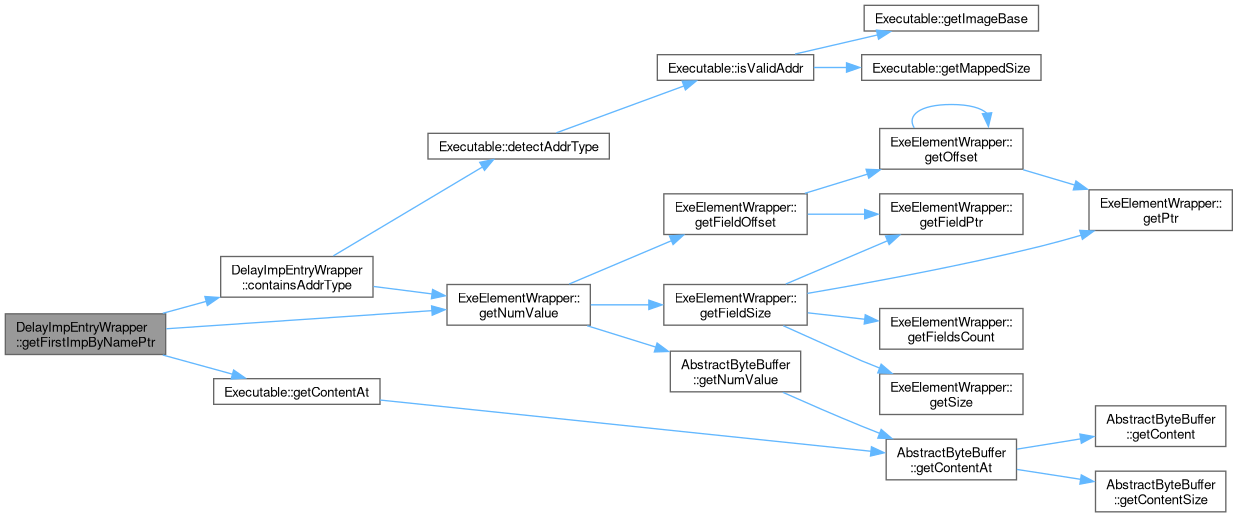 DelayImpEntryWrapper
::getFirstImpByNamePtr
DelayImpEntryWrapper
::containsAddrType
Executable::detectAddrType
Executable::isValidAddr
Executable::getImageBase
Executable::getMappedSize
ExeElementWrapper::
getNumValue
ExeElementWrapper::
getFieldOffset
ExeElementWrapper::
getOffset
ExeElementWrapper::
getFieldPtr
ExeElementWrapper::
getPtr
ExeElementWrapper::
getFieldSize
ExeElementWrapper::
getFieldsCount
ExeElementWrapper::
getSize
AbstractByteBuffer
::getNumValue
Executable::getContentAt
AbstractByteBuffer
::getContentAt
AbstractByteBuffer
::getContent
AbstractByteBuffer
::getContentSize